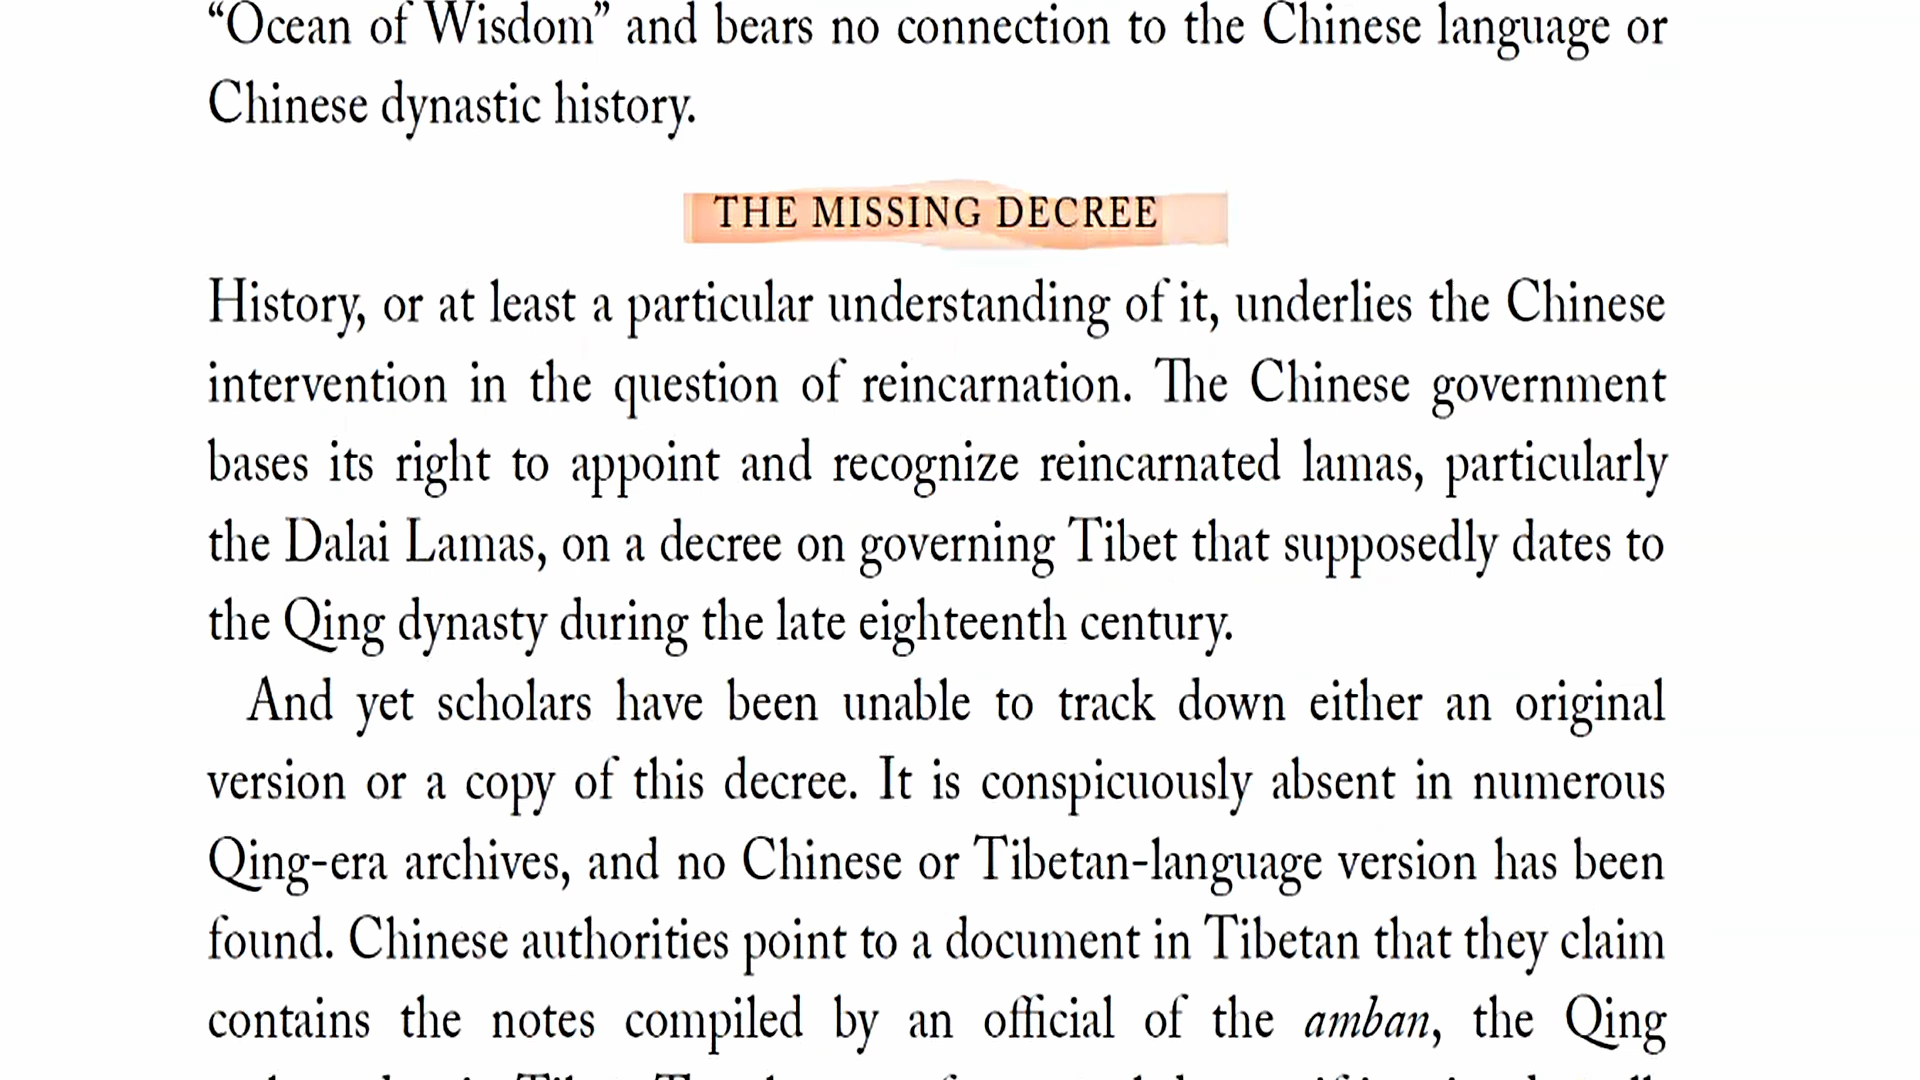 “Ocean of Wisdom” and bears no connection to the Chinese language or
Chinese dynastic history.
THE MISSING DECREE
History, or at least a particular understanding of it, underlies the Chinese
intervention in the question of reincarnation. The Chinese government
bases its right to appoint and recognize reincarnated lamas, particularly
the Dalai Lamas, on a decree on governing Tibet that supposedly dates to
the Qing dynasty during the late eighteenth century.
And yet scholars have been unable to track down either an original
version or a copy of this decree. It is conspicuously absent in numerous
Qing-era archives, and no Chinese or Tibetan-language version has been
found. Chinese authorities point to a document in Tibetan that they claim
contains the notes compiled by an official of the amban, the Qing